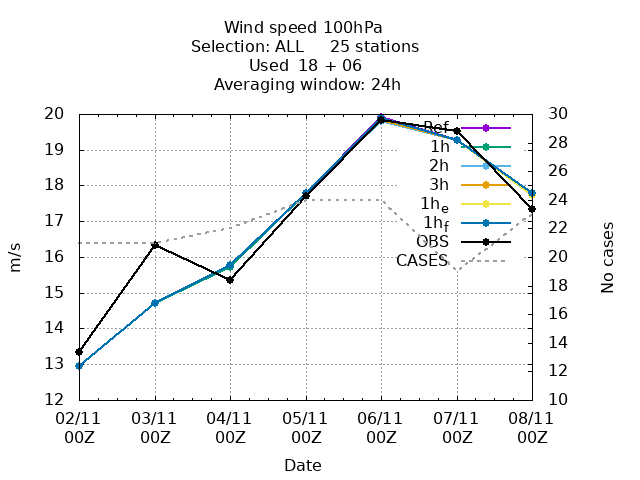 Wind speed 100hPa
Selection: ALL     25 stations
Used  18 + 06
Averaging window: 24h
20
19
18
17
16
15
14
13
12
m/s
30
28
26
24
22
20
18
16
14
12
10
No cases
Ref
1h
2h
3h
1he
1hf
OBS
CASES
02/11 03/11 04/11 05/11 06/11 07/11 08/11
00Z 00Z 00Z 00Z 00Z 00Z 00Z
Date